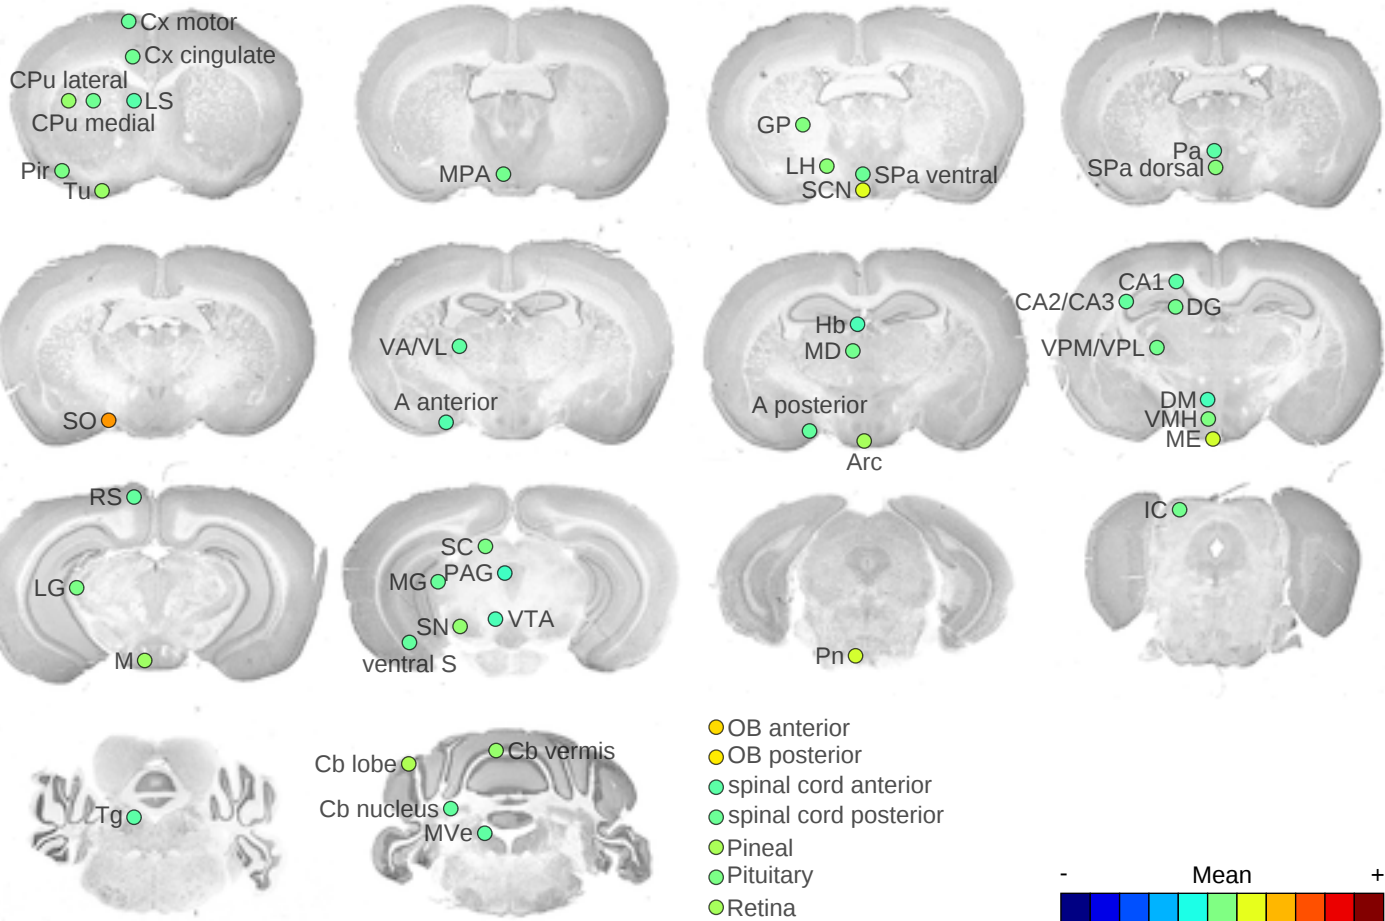 Cx motor
Cx cingulate
CPu lateral
LS
CPu medial
Pir
Tu
MPA
GP
LH
SPa ventral
SCN
Pa
SPa dorsal
SO
VA/VL
A anterior
Hb
MD
A posterior
Arc
CA1
CA2/CA3
DG
VPM/VPL
DM
VMH
ME
RS
LG
M
SC
MG
PAG
SN
VTA
ventral S
Pn
IC
Tg
Cb lobe
Cb vermis
Cb nucleus
MVe
OB anterior
OB posterior
spinal cord anterior
spinal cord posterior
Pineal
Pituitary
Retina
- Mean +